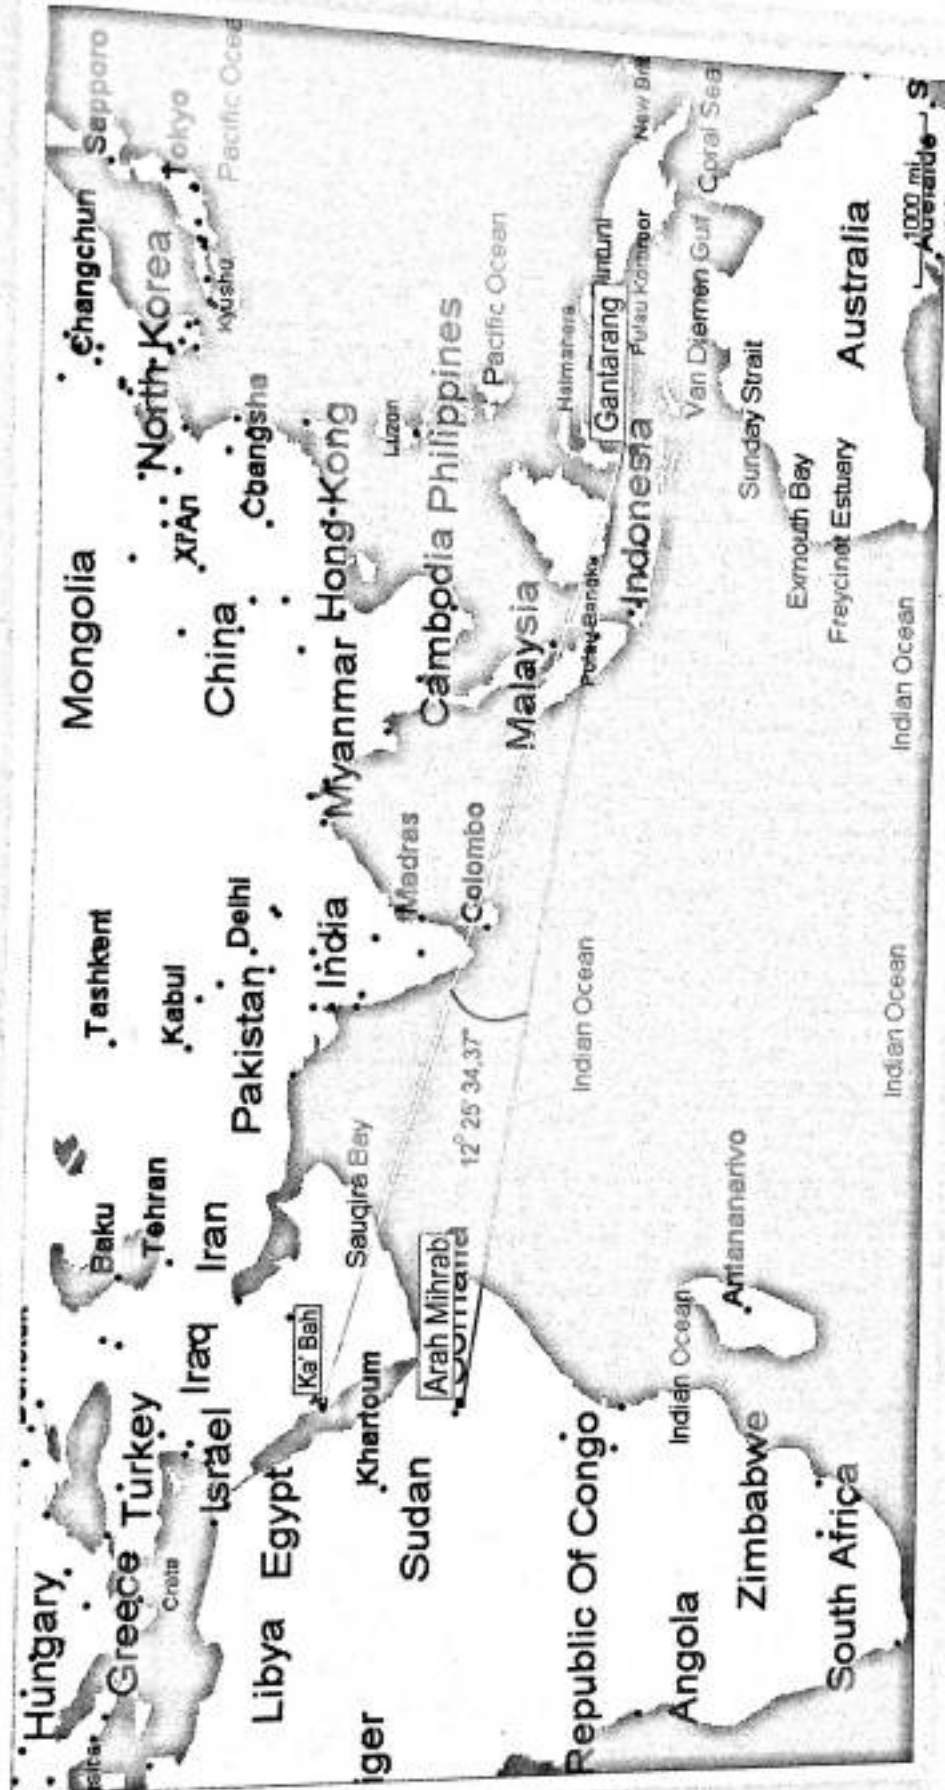 Sapporo
Tokyo
Changchun
North Korea
Kyushu
Mongolia
Xi'An
Changsha
China
Hong-Kong
Luzon
Philippines
Pacific Ocean
Myanmar
Cambodia
Malaysia
Halmahera
Gantarang
Indonesia
Van Diemen Gulf
Coral Sea
Sunday Strait
Australia
1000 mi
Adelaide
Exmouth Bay
Freycinet Estuary
Indian Ocean
Tashkent
Kabul
Delhi
Pakistan
India
Madras
Colombo
Indian Ocean
Indian Ocean
12° 25' 34,37"
Baku
Tehran
Iran
Sauqira Bay
Iraq
Ka' Bah
Arah Mihrab
Turkey
Israel
Khartoum
Egypt
Sudan
Hungary
Greece
Crete
Libya
iger
Republic Of Congo
Indian Ocean
Antananarivo
Angola
Zimbabwe
South Africa